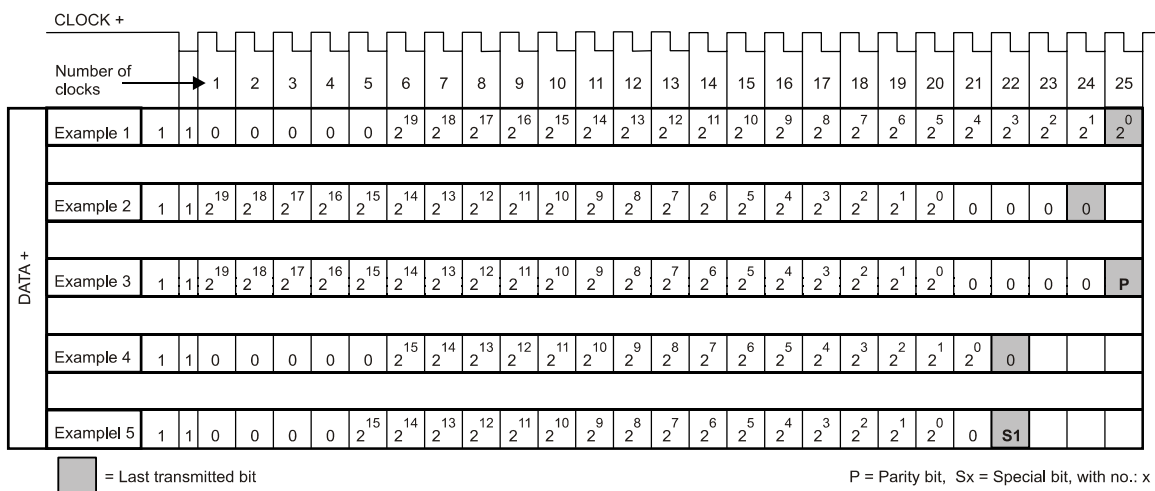 CLOCK +
Number of clocks 1 2 3 4 5 6 7 8 9 10 11 12 13 14 15 16 17 18 19 20 21 22 23 24 25
DATA +
Example 1 1 1 0 0 0 0 0 2^19 2^18 2^17 2^16 2^15 2^14 2^13 2^12 2^11 2^10 2^9 2^8 2^7 2^6 2^5 2^4 2^3 2^2 2^1 2^0
Example 2 1 1 2^19 2^18 2^17 2^16 2^15 2^14 2^13 2^12 2^11 2^10 2^9 2^8 2^7 2^6 2^5 2^4 2^3 2^2 2^1 2^0 0 0 0 0
Example 3 1 1 2^19 2^18 2^17 2^16 2^15 2^14 2^13 2^12 2^11 2^10 2^9 2^8 2^7 2^6 2^5 2^4 2^3 2^2 2^1 2^0 0 0 0 0 P
Example 4 1 1 0 0 0 0 0 2^15 2^14 2^13 2^12 2^11 2^10 2^9 2^8 2^7 2^6 2^5 2^4 2^3 2^2 2^1 2^0 0
Examplel 5 1 1 0 0 0 0 2^15 2^14 2^13 2^12 2^11 2^10 2^9 2^8 2^7 2^6 2^5 2^4 2^3 2^2 2^1 2^0 0 S1
= Last transmitted bit
P = Parity bit, Sx = Special bit, with no.: x